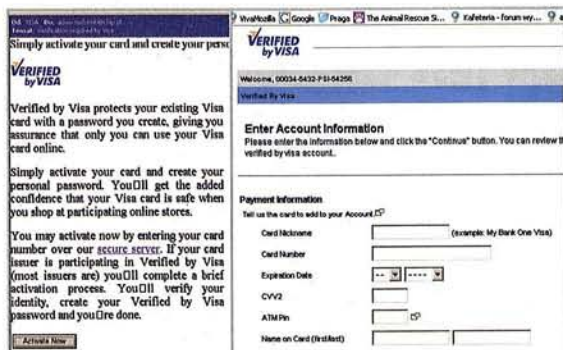 Simply activate your card and create your perso
VERIFIED
by VISA
Verified by Visa protects your existing Visa
card with a password you create, giving you
assurance that only you can use your Visa
card online.
Simply activate your card and create your
personal password. You▯ll get the added
confidence that your Visa card is safe when
you shop at participating online stores.
You may activate now by entering your card
number over our secure server. If your card
issuer is participating in Verified by Visa
(most issuers are) you▯ll complete a brief
activation process. You▯ll verify your
identity, create your Verified by Visa
password and you▯re done.
Activate Now
VivaMozilla Google Praga The Animal Rescue Si... Kafeteria - forum wy...
VERIFIED
by VISA
Welcome, 00034-5432-PSI-54256
Verified By Visa
Enter Account Information
Please enter the information below and click the "Continue" button. You can review th
verified by visa account..
Payment Information
Tell us the card to add to your Account.
Card Nickname (example: My Bank One Visa)
Card Number
Expiration Date -- ----
CVV2
ATM Pin
Name on Card (first/last)